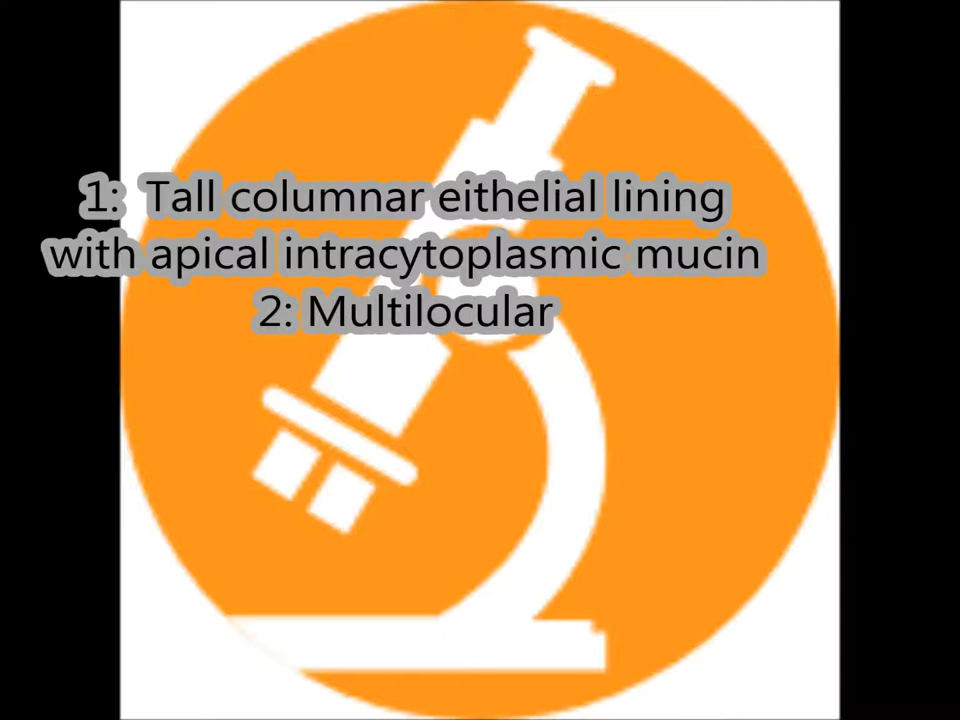 1:  Tall columnar eithelial lining
with apical intracytoplasmic mucin
2: Multilocular